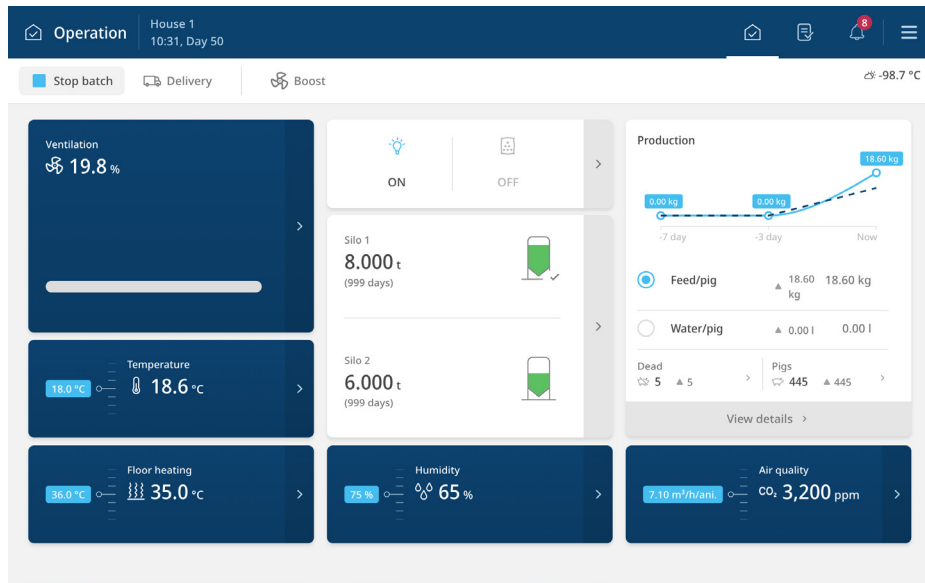 Operation
House 1
10:31, Day 50
8
Stop batch
Delivery
Boost
-98.7 °C
Ventilation
19.8 %
ON
OFF
Silo 1
8.000 t
(999 days)
Silo 2
6.000 t
(999 days)
Production
18.60 kg
0.00 kg
0.00 kg
-7 day
-3 day
Now
Feed/pig
▲ 18.60 kg
18.60 kg
Water/pig
▲ 0.00 l
0.00 l
Dead
5 ▲ 5
Pigs
445 ▲ 445
View details
Temperature
18.0 °C
18.6 °C
Floor heating
36.0 °C
35.0 °C
Humidity
75 %
65 %
Air quality
7.10 m³/h/ani.
CO₂ 3,200 ppm